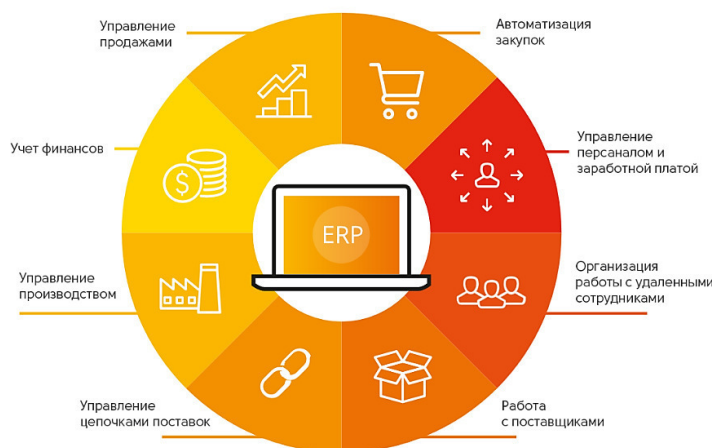 Управление
продажами
Автоматизация
закупок
Учет финансов
Управление
персаналом и
заработной платой
$
ERP
Управление
производством
Организация
работы с удаленными
сотрудниками
Управление
цепочками поставок
Работа
с поставщиками